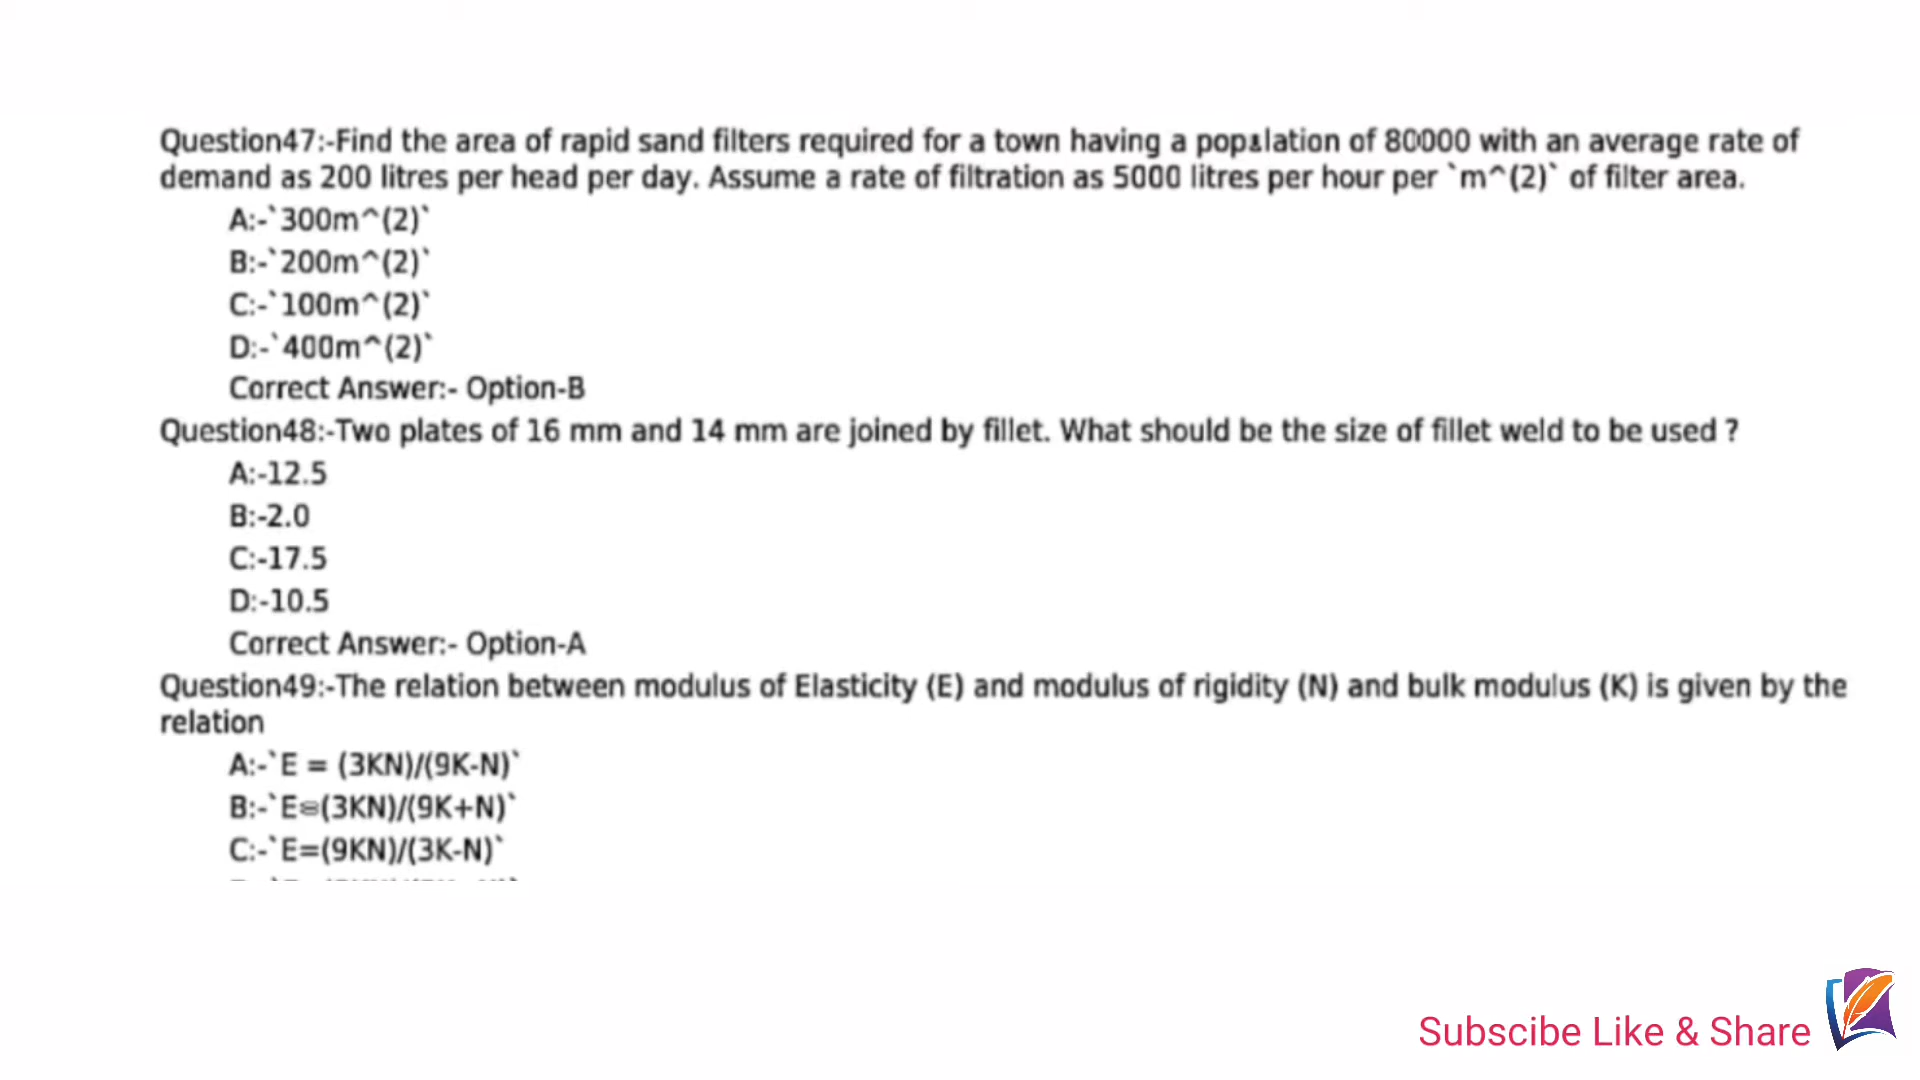 Question47:-Find the area of rapid sand filters required for a town having a population of 80000 with an average rate of
demand as 200 litres per head per day. Assume a rate of filtration as 5000 litres per hour per `m^(2)` of filter area.
A:-`300m^(2)`
B:-`200m^(2)`
C:-`100m^(2)`
D:-`400m^(2)`
Correct Answer:- Option-B
Question48:-Two plates of 16 mm and 14 mm are joined by fillet. What should be the size of fillet weld to be used ?
A:-12.5
B:-2.0
C:-17.5
D:-10.5
Correct Answer:- Option-A
Question49:-The relation between modulus of Elasticity (E) and modulus of rigidity (N) and bulk modulus (K) is given by the
relation
A:-`E = (3KN)/(9K-N)`
B:-`E=(3KN)/(9K+N)`
C:-`E=(9KN)/(3K-N)`
Subscibe Like & Share